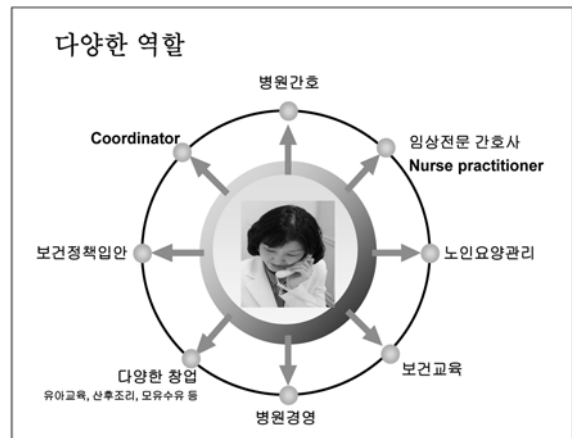 다양한 역할
병원간호
Coordinator
임상전문 간호사
Nurse practitioner
보건정책입안
노인요양관리
다양한 창업
유아교육, 산후조리, 모유수유 등
보건교육
병원경영